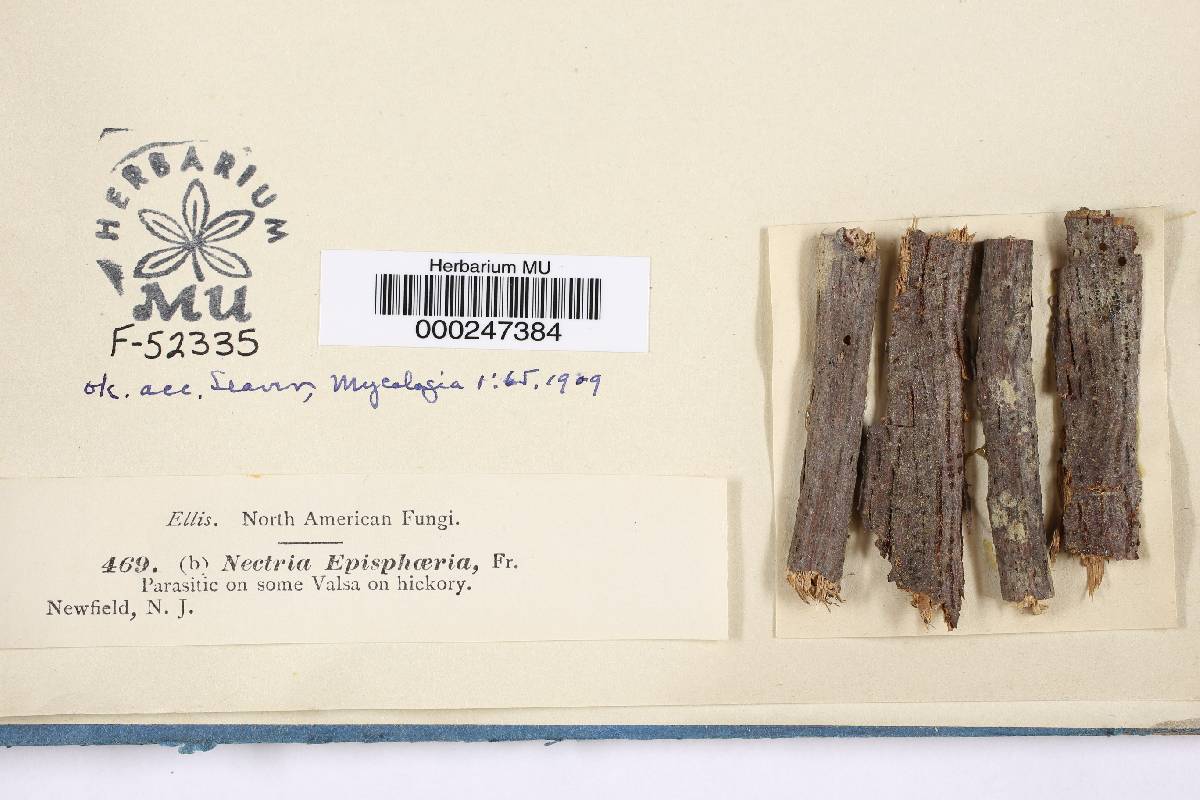 HERBARIUM
MU
F-52335
Herbarium MU
000247384
ok. acc. Seaver, Mycologia 1:65, 1909
Ellis. North American Fungi.
469. (b) Nectria Episphæria, Fr.
Parasitic on some Valsa on hickory.
Newfield, N. J.